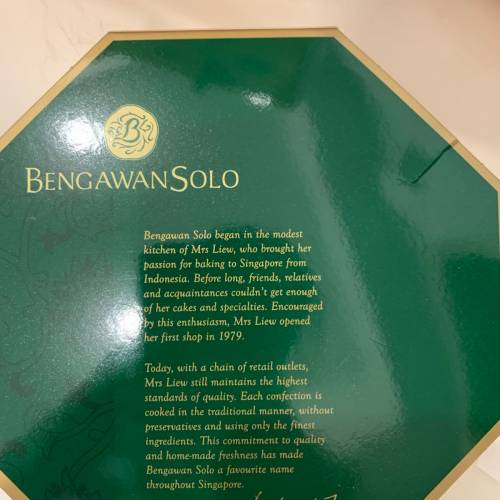 B
BENGAWAN SOLO
Bengawan Solo began in the modest
kitchen of Mrs Liew, who brought her
passion for baking to Singapore from
Indonesia. Before long, friends, relatives
and acquaintances couldn't get enough
of her cakes and specialties. Encouraged
by this enthusiasm, Mrs Liew opened
her first shop in 1979.
Today, with a chain of retail outlets,
Mrs Liew still maintains the highest
standards of quality. Each confection is
cooked in the traditional manner, without
preservatives and using only the finest
ingredients. This commitment to quality
and home-made freshness has made
Bengawan Solo a favourite name
throughout Singapore.